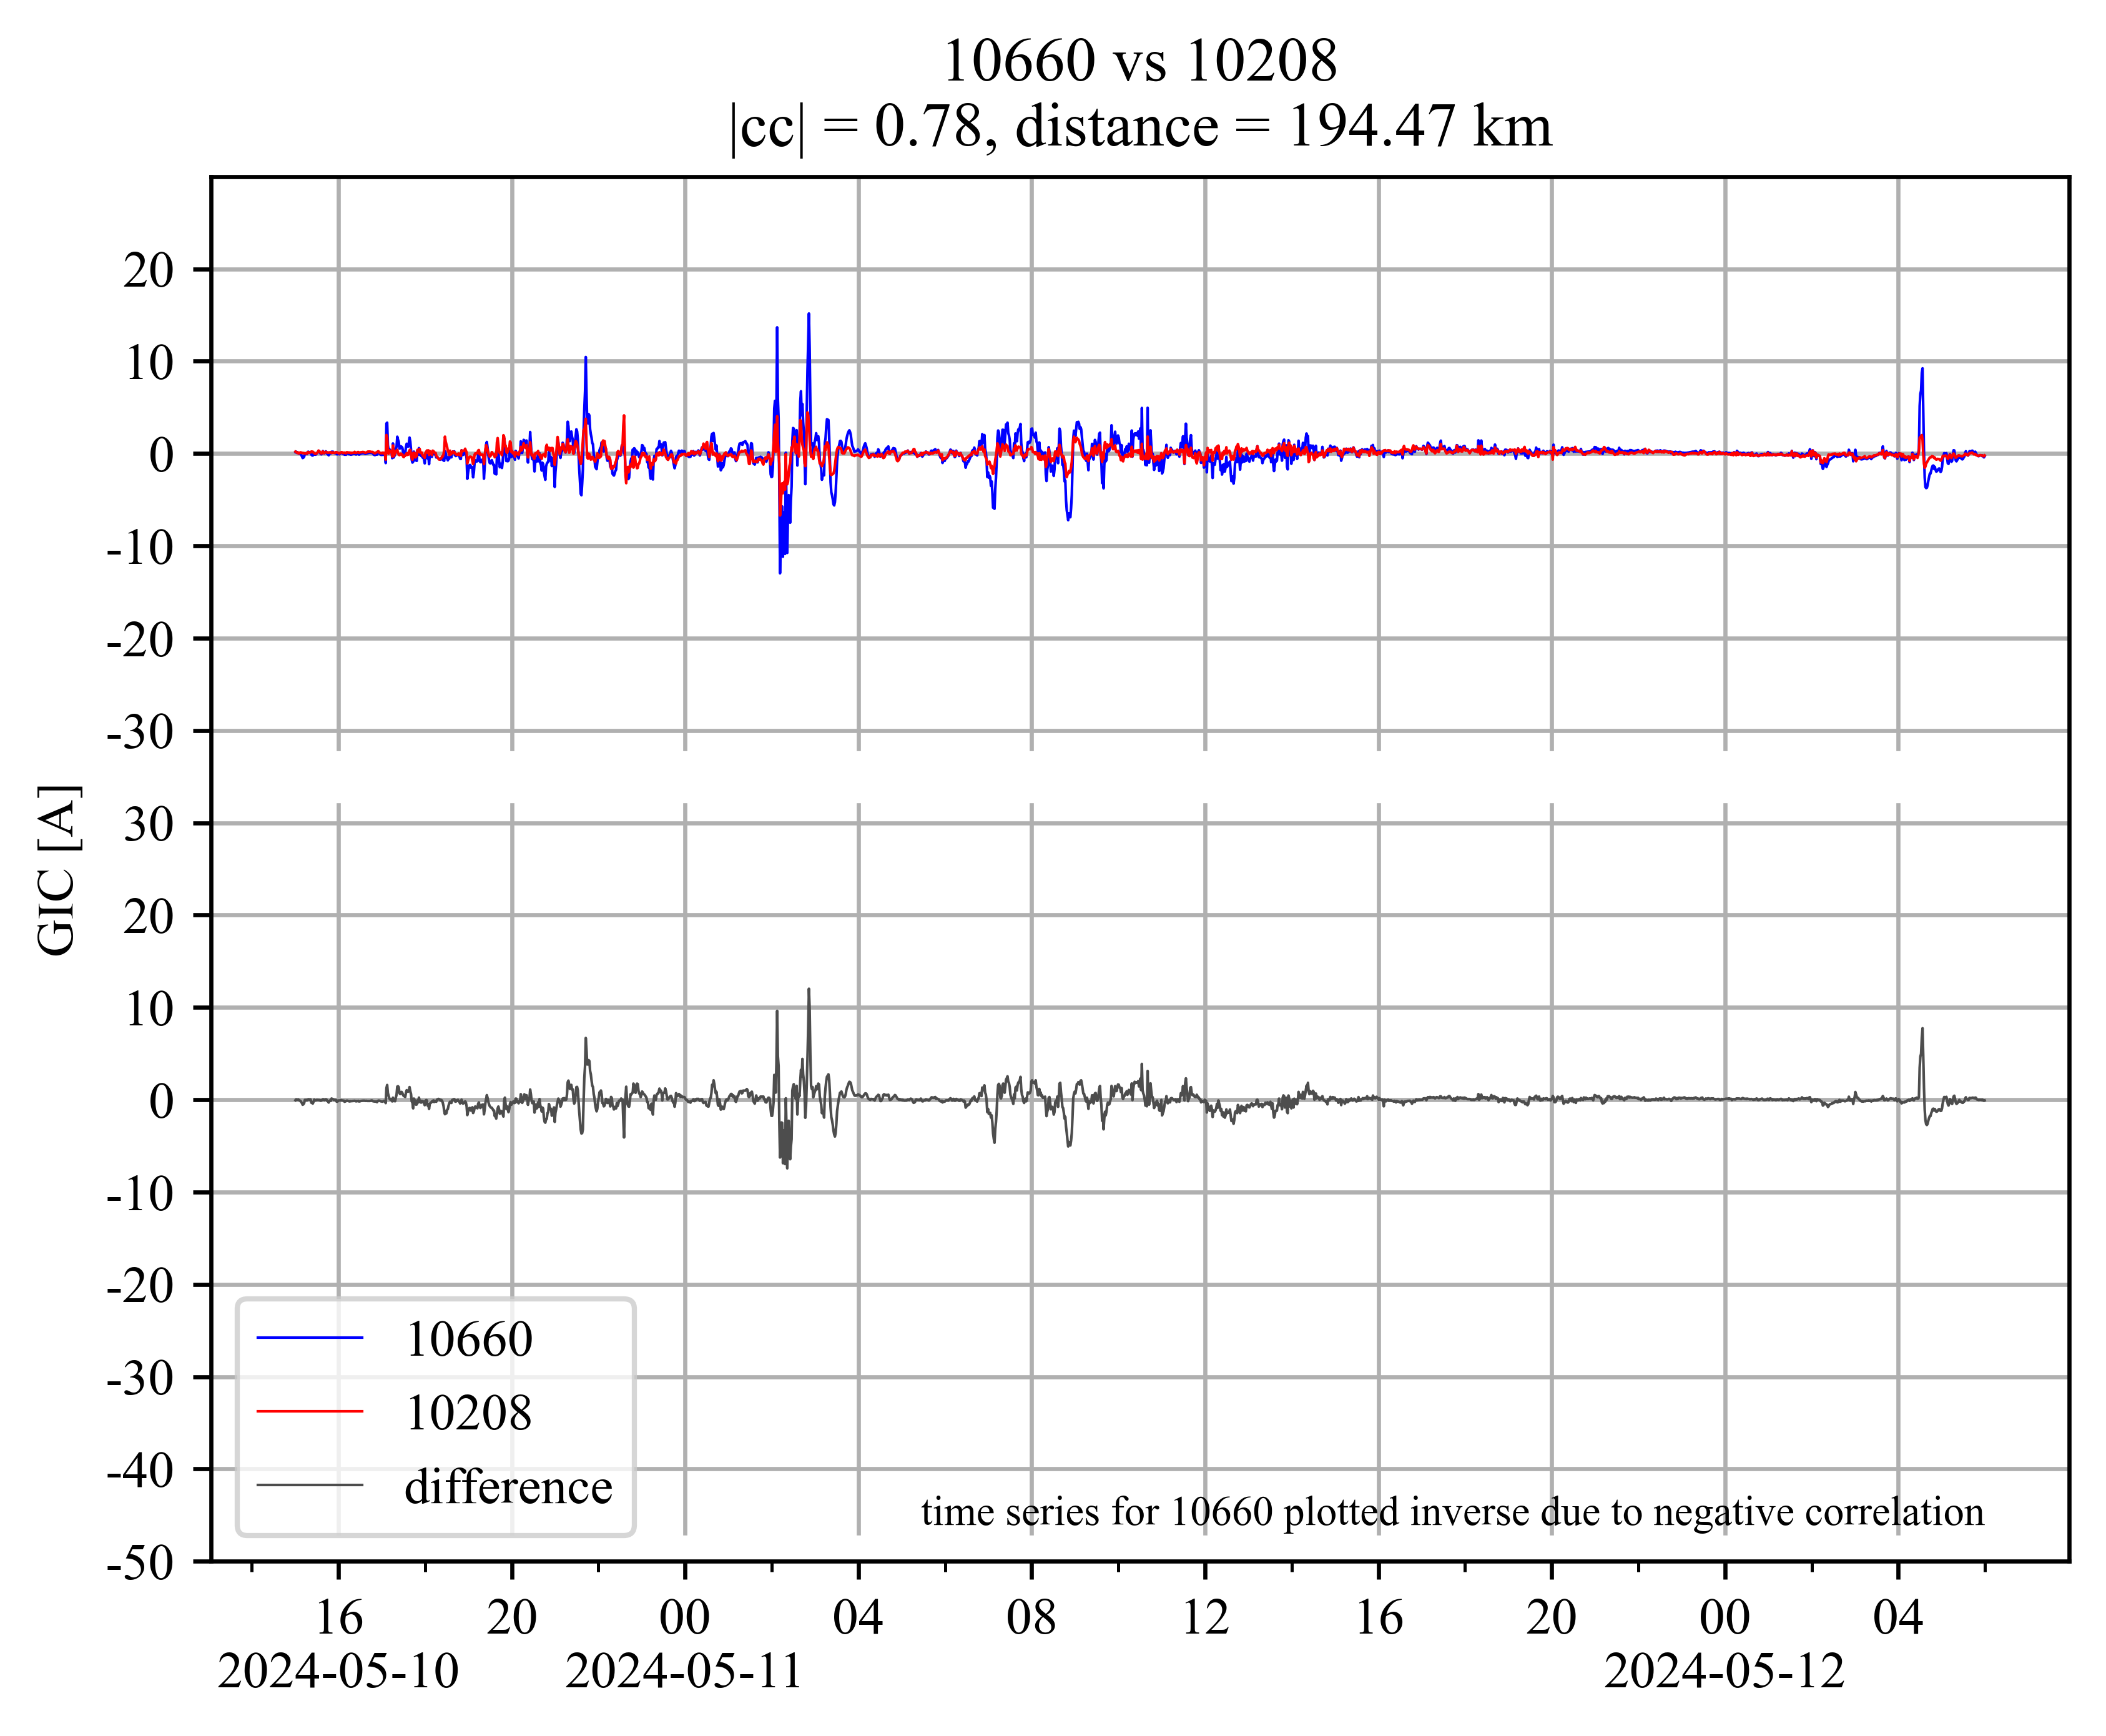 10660 vs 10208
|cc| = 0.78, distance = 194.47 km
GIC [A]
20
10
0
-10
-20
-30
30
20
10
0
-10
-20
-30
-40
-50
10660
10208
difference
time series for 10660 plotted inverse due to negative correlation
16 20 00 04 08 12 16 20 00 04
2024-05-10 2024-05-11 2024-05-12